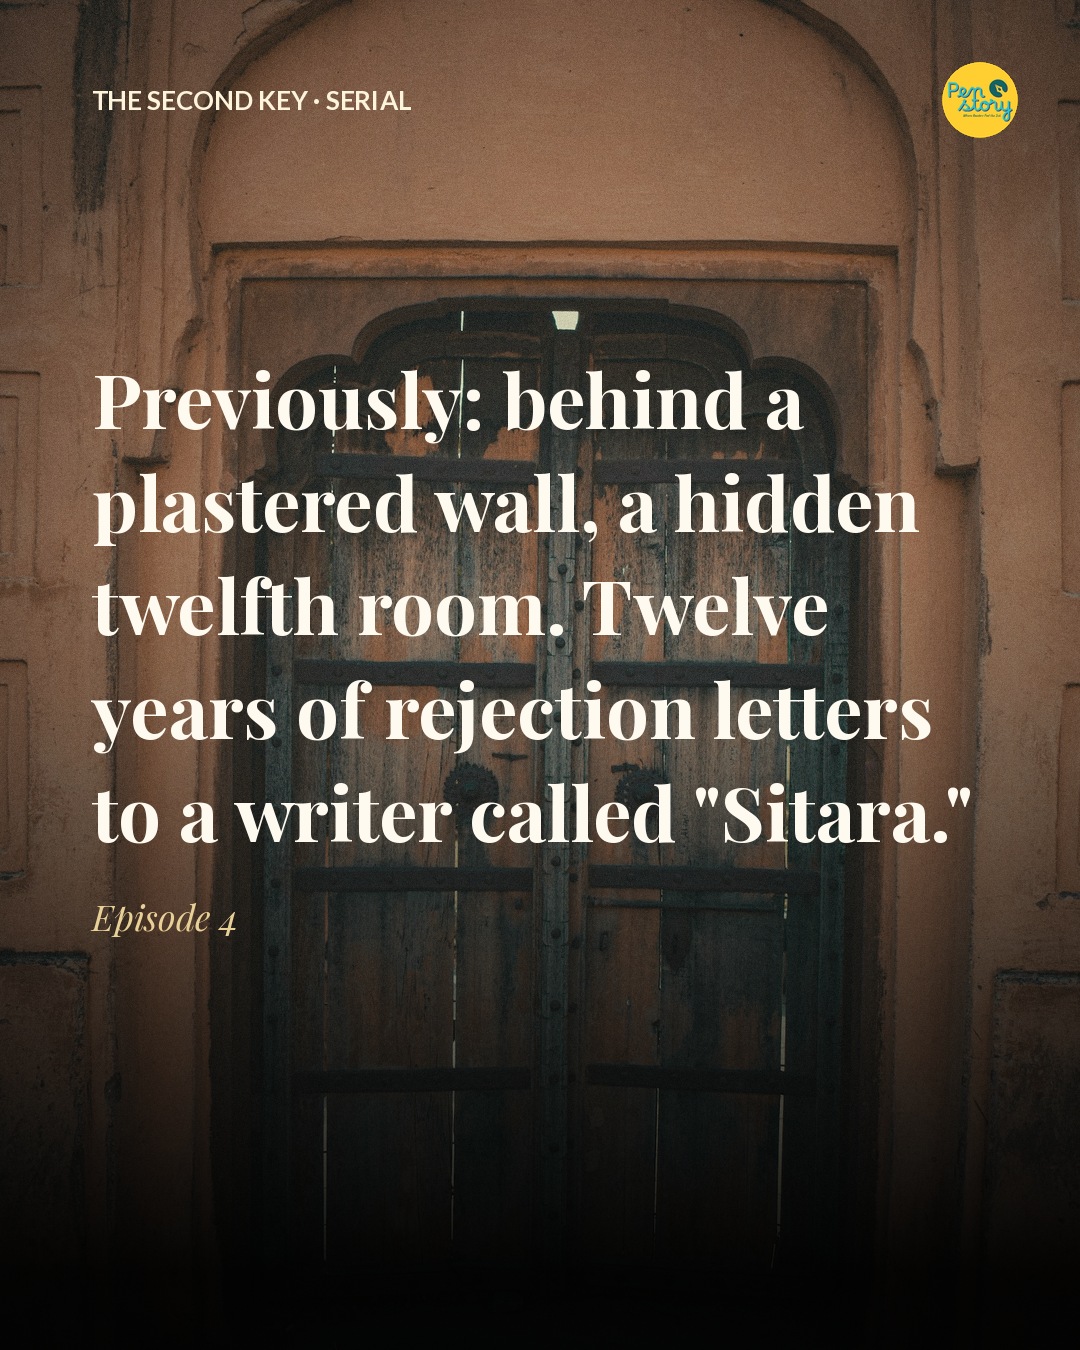 THE SECOND KEY · SERIAL
Pen
story
Previously: behind a
plastered wall, a hidden
twelfth room. Twelve
years of rejection letters
to a writer called "Sitara."
Episode 4